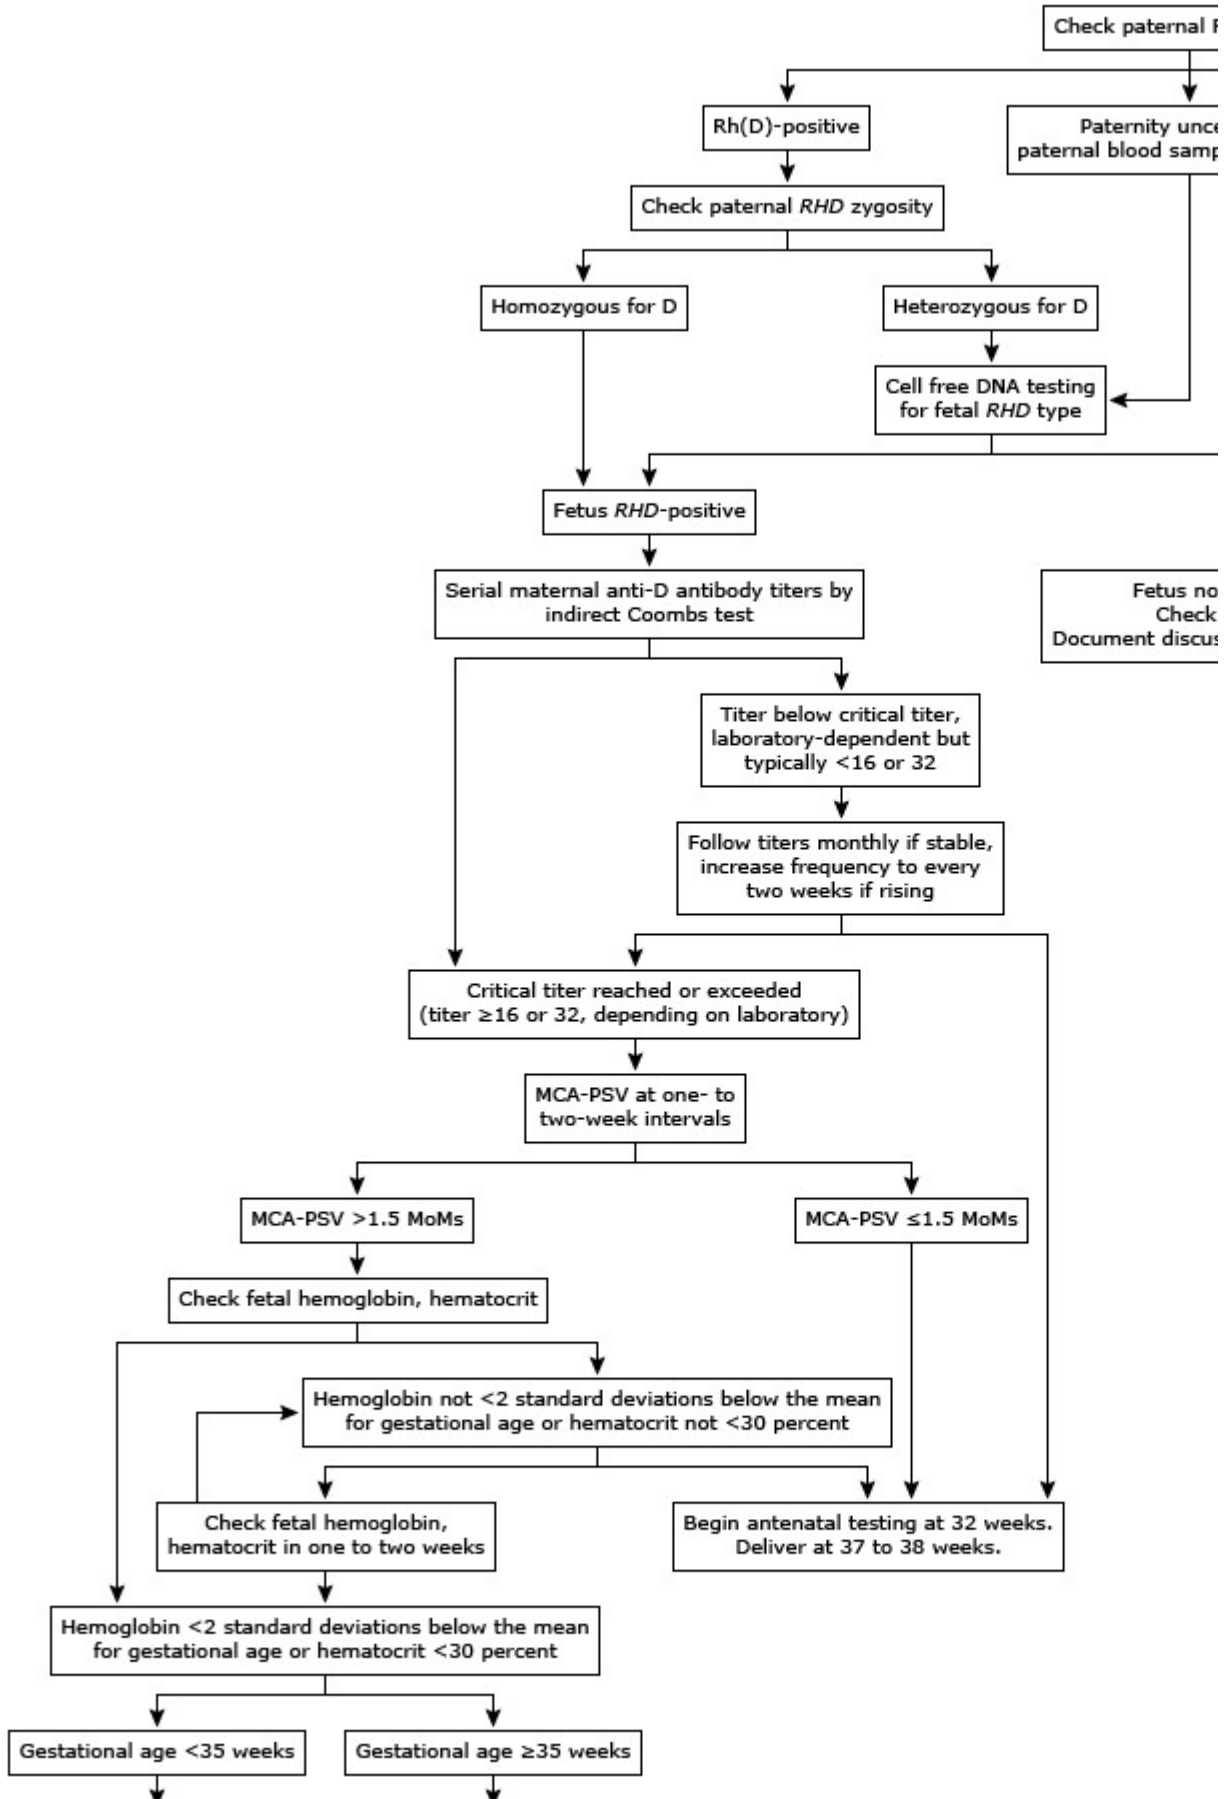 Check paternal
Rh(D)-positive
Paternity
paternal blood
Check paternal RHD zygosity
Homozygous for D
Heterozygous for D
Cell free DNA testing
for fetal RHD type
Fetus RHD-positive
Serial maternal anti-D antibody titers by
indirect Coombs test
Fetus
Check
Document
Titer below critical titer,
laboratory-dependent but
typically <16 or 32
Follow titers monthly if stable,
increase frequency to every
two weeks if rising
Critical titer reached or exceeded
(titer ≥16 or 32, depending on laboratory)
MCA-PSV at one- to
two-week intervals
MCA-PSV >1.5 MoMs
MCA-PSV ≤1.5 MoMs
Check fetal hemoglobin, hematocrit
Hemoglobin not <2 standard deviations below the mean
for gestational age or hematocrit not <30 percent
Check fetal hemoglobin,
hematocrit in one to two weeks
Begin antenatal testing at 32 weeks.
Deliver at 37 to 38 weeks.
Hemoglobin <2 standard deviations below the mean
for gestational age or hematocrit <30 percent
Gestational age <35 weeks
Gestational age ≥35 weeks